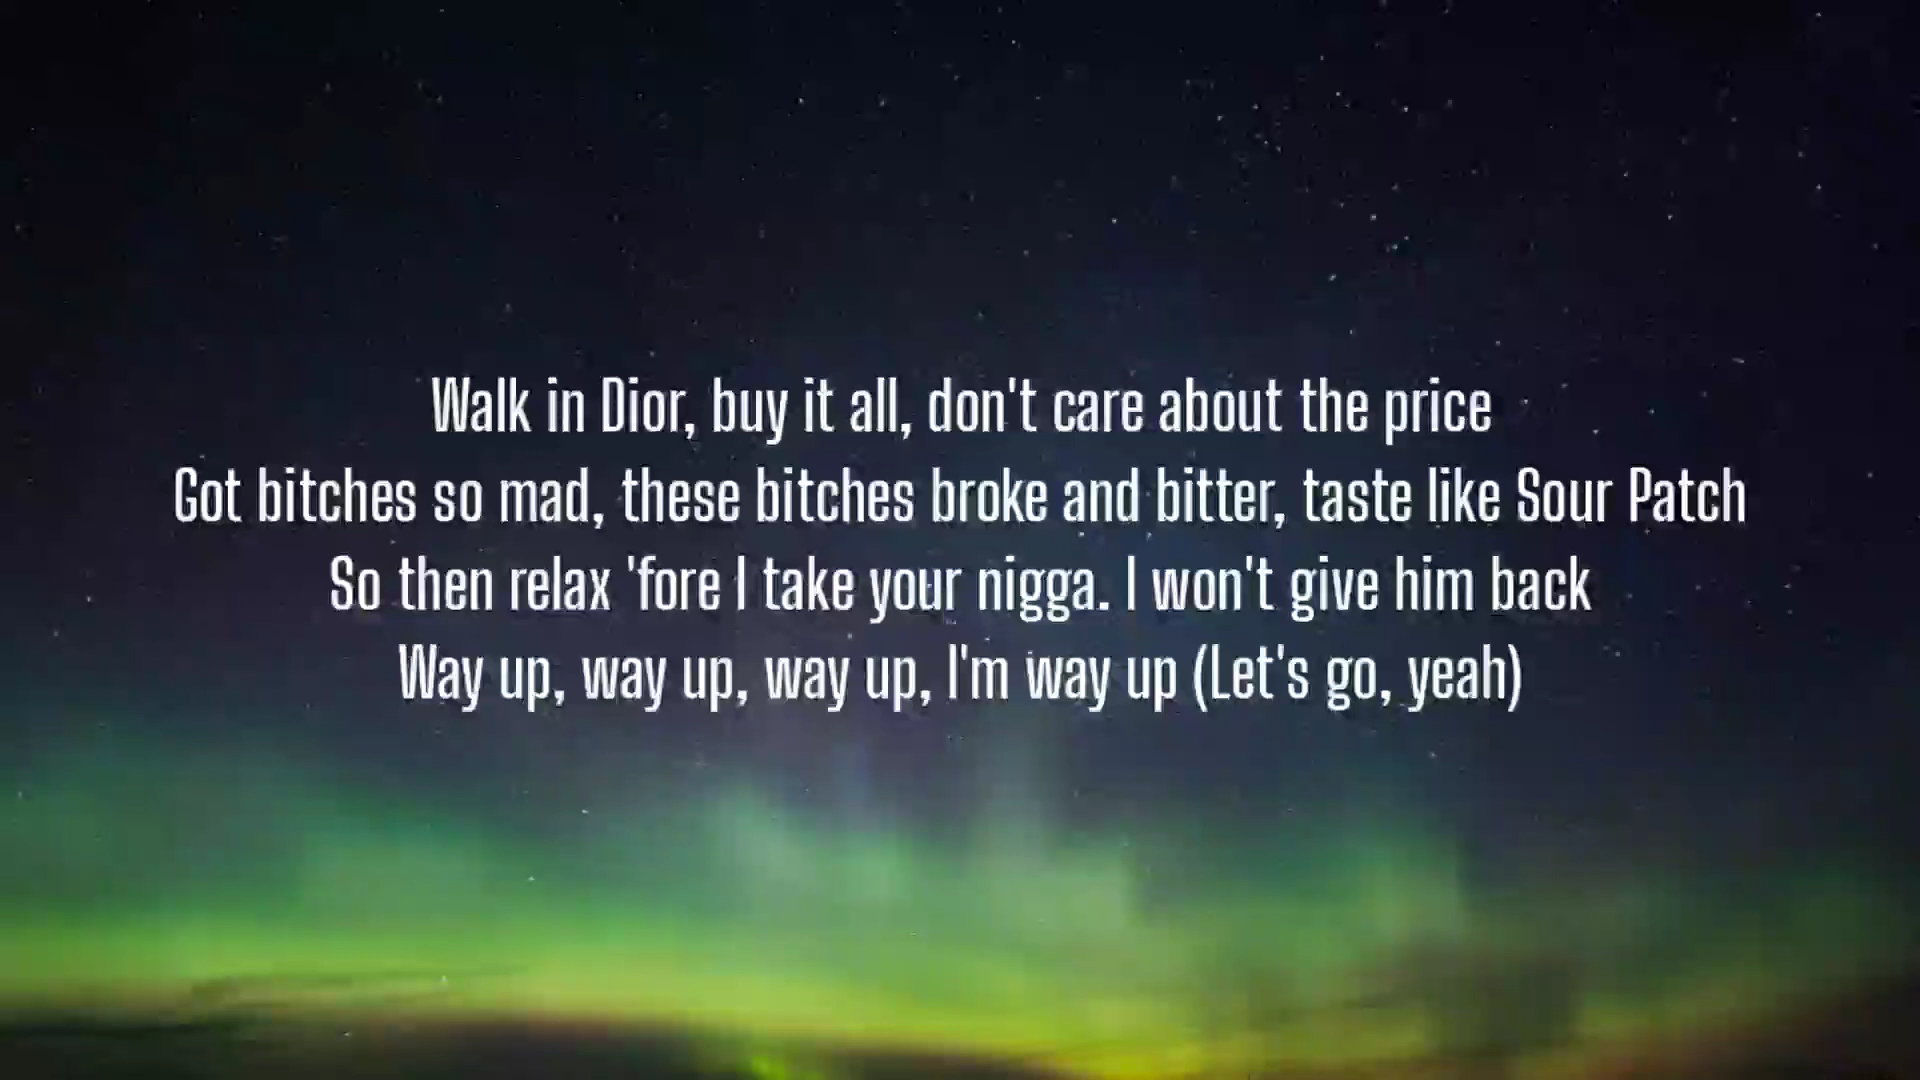 Walk in Dior, buy it all, don't care about the price
Got bitches so mad, these bitches broke and bitter, taste like Sour Patch
So then relax 'fore I take your nigga. I won't give him back
Way up, way up, way up, I'm way up (Let's go, yeah)